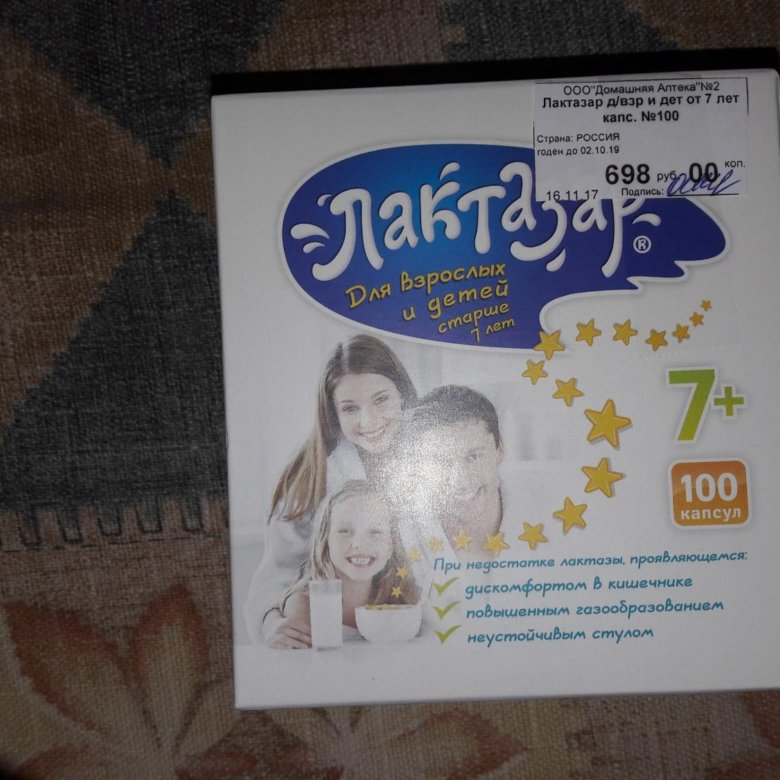 ООО"Домашняя Аптека"№2
Лактазар д/взр и дет от 7 лет
капс. №100
Страна: РОССИЯ
годен до 02.10.19
698 руб. 00 коп.
16.11.17 Подпись:
Лактазар®
Для взрослых
и детей
старше
7 лет
7+
100
капсул
При недостатке лактазы, проявляющемся:
дискомфортом в кишечнике
повышенным газообразованием
неустойчивым стулом